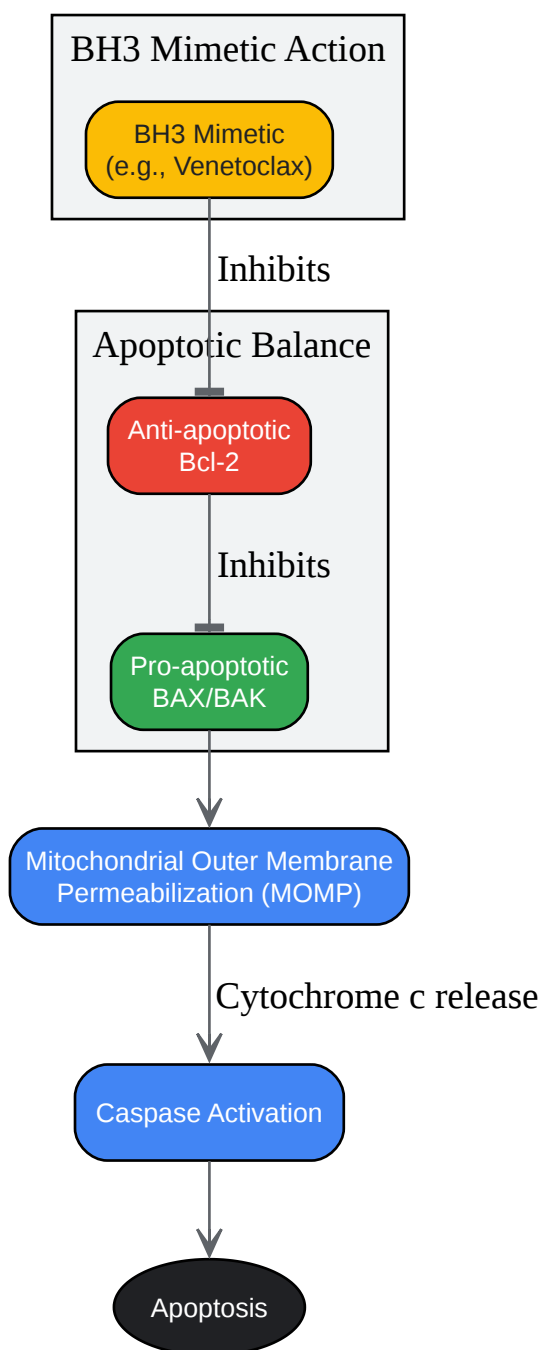 BH3 Mimetic Action
BH3 Mimetic
(e.g., Venetoclax)
Inhibits
Apoptotic Balance
Anti-apoptotic
Bcl-2
Inhibits
Pro-apoptotic
BAX/BAK
Mitochondrial Outer Membrane
Permeabilization (MOMP)
Cytochrome c release
Caspase Activation
Apoptosis